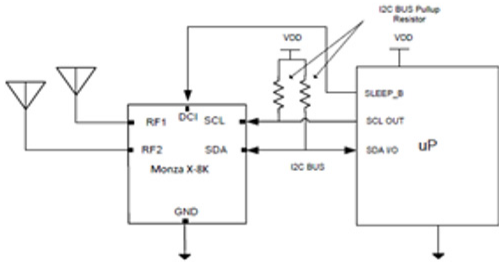 I2C BUS Pullup
Resistor
VDD
VDD
SLEEP_B
RF1
DCI
SCL
SCL OUT
RF2
SDA
SDA I/O
uP
Monza X-8K
I2C BUS
GND